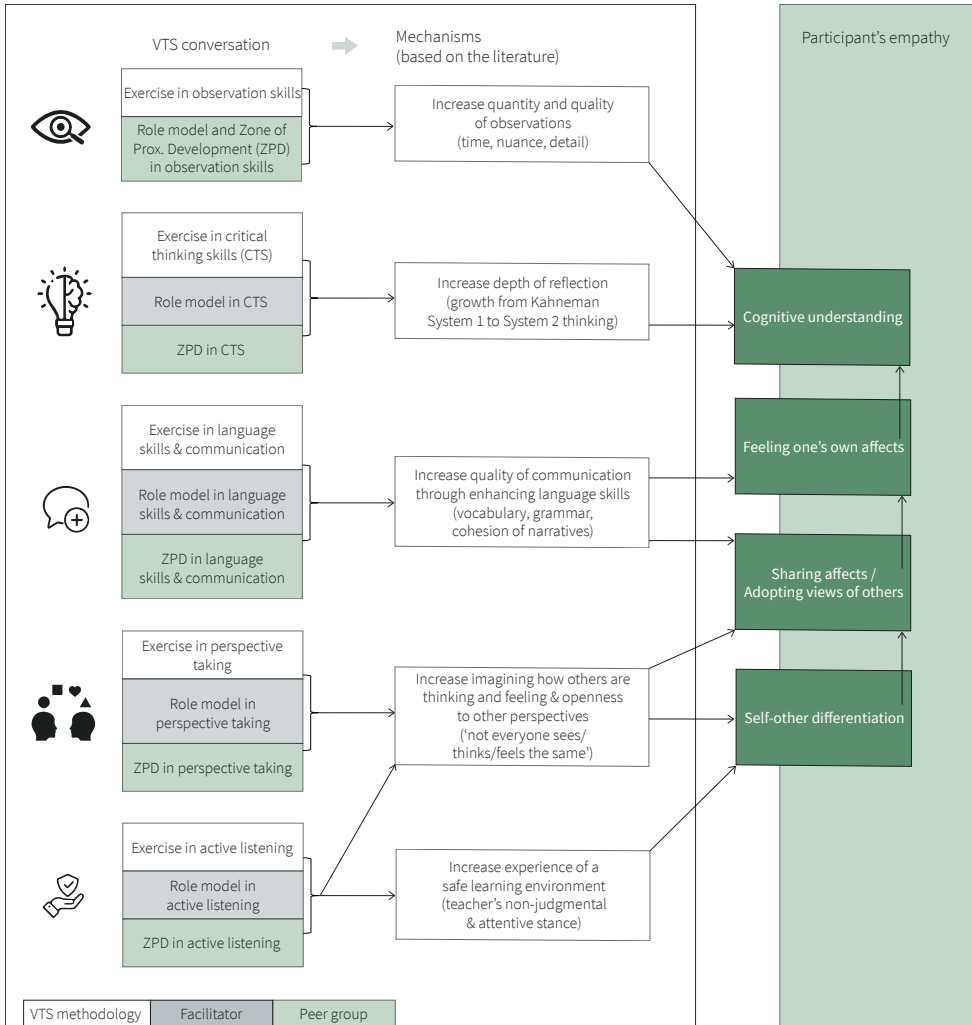 VTS conversation
Mechanisms
(based on the literature)
Participant's empathy
Exercise in observation skills
Role model and Zone of
Prox. Development (ZPD)
in observation skills
Increase quantity and quality
of observations
(time, nuance, detail)
Exercise in critical
thinking skills (CTS)
Role model in CTS
ZPD in CTS
Increase depth of reflection
(growth from Kahneman
System 1 to System 2 thinking)
Cognitive understanding
Exercise in language
skills & communication
Role model in language
skills & communication
ZPD in language
skills & communication
Increase quality of communication
through enhancing language skills
(vocabulary, grammar,
cohesion of narratives)
Feeling one's own affects
Sharing affects /
Adopting views of others
Exercise in perspective
taking
Role model in
perspective taking
ZPD in perspective taking
Increase imagining how others are
thinking and feeling & openness
to other perspectives
('not everyone sees/
thinks/feels the same')
Self-other differentiation
Exercise in active listening
Role model in
active listening
ZPD in active listening
Increase experience of a
safe learning environment
(teacher's non-judgmental
& attentive stance)
VTS methodology
Facilitator
Peer group